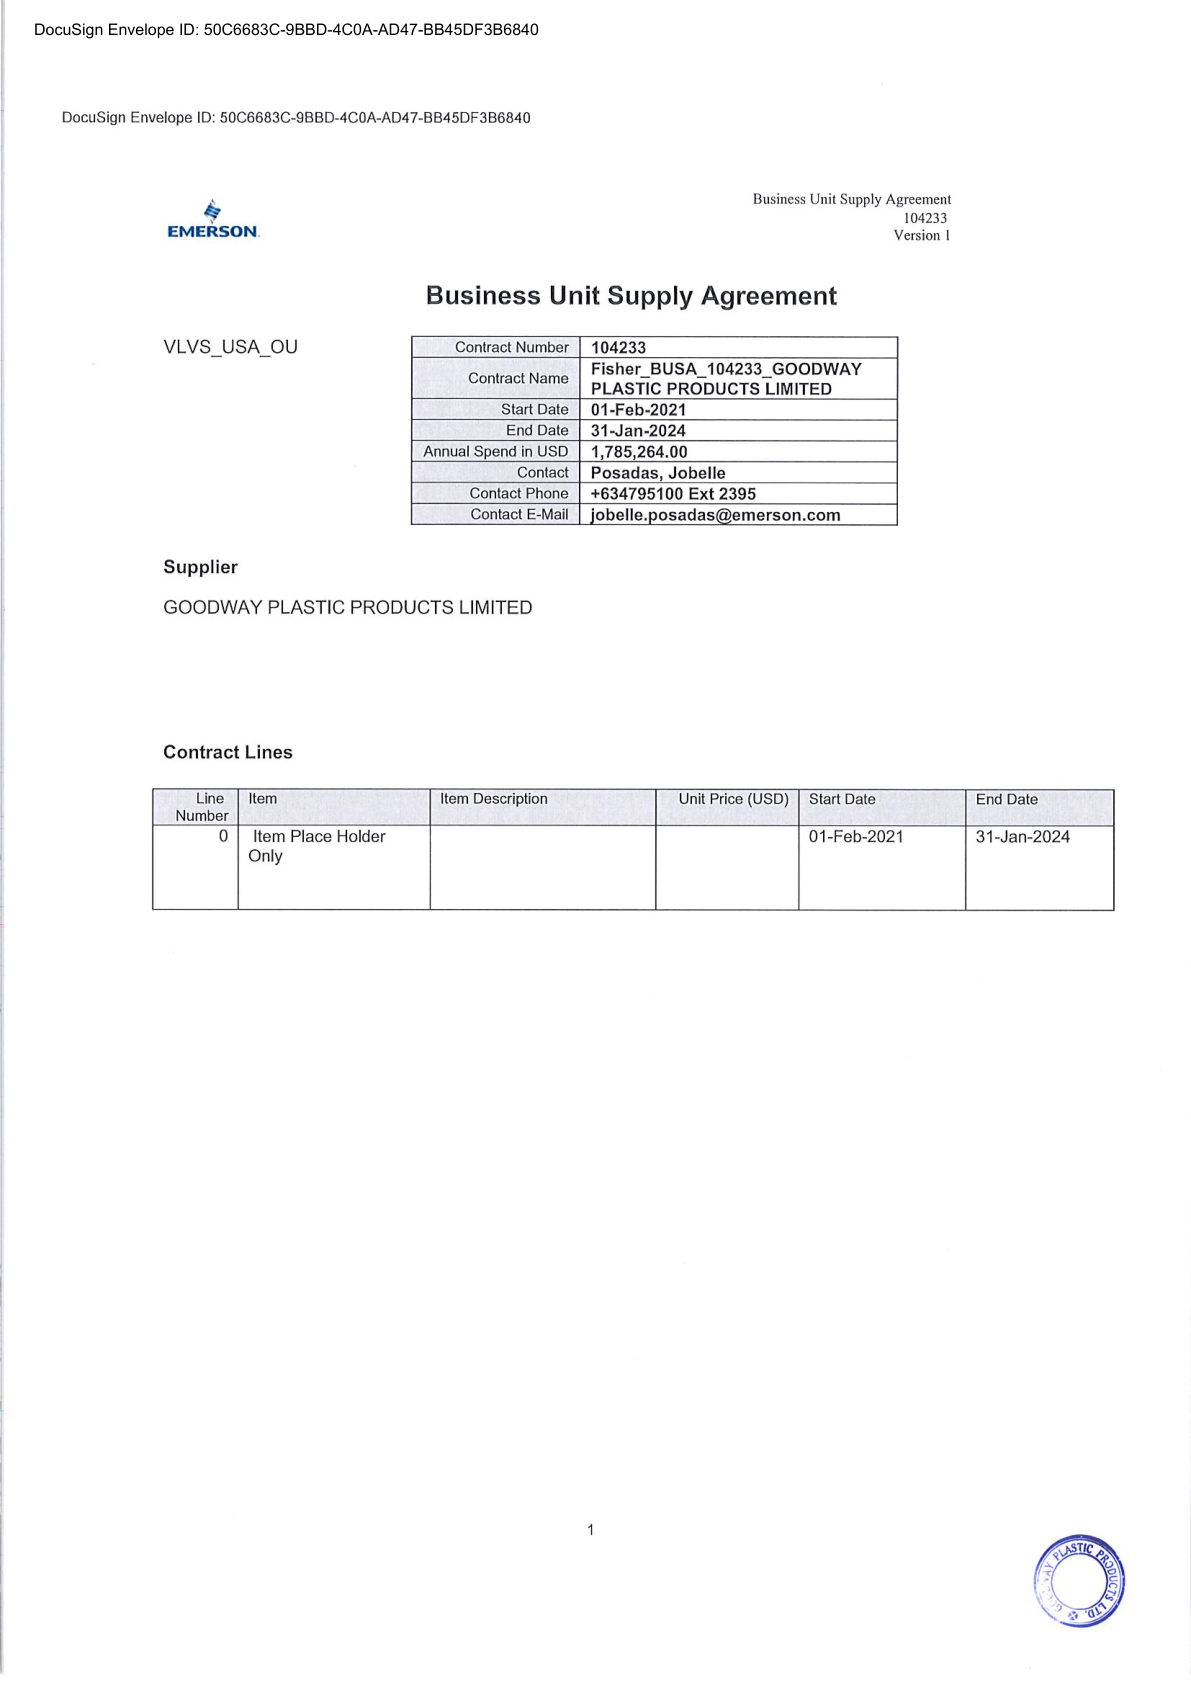 DocuSign Envelope ID: 50C6683C-9BBD-4C0A-AD47-BB45DF3B6840
DocuSign Envelope ID: 50C6683C-9BBD-4C0A-AD47-BB45DF3B6840
EMERSON.
Business Unit Supply Agreement
104233
Version 1
Business Unit Supply Agreement
VLVS_USA_OU
Contract Number 104233
Contract Name Fisher_BUSA_104233_GOODWAY
PLASTIC PRODUCTS LIMITED
Start Date 01-Feb-2021
End Date 31-Jan-2024
Annual Spend in USD 1,785,264.00
Contact Posadas, Jobelle
Contact Phone +634795100 Ext 2395
Contact E-Mail jobelle.posadas@emerson.com
Supplier
GOODWAY PLASTIC PRODUCTS LIMITED
Contract Lines
Line Item Item Description Unit Price (USD) Start Date End Date
Number
0 Item Place Holder 01-Feb-2021 31-Jan-2024
Only
1
PLASTIC PRODUCTS LTD.